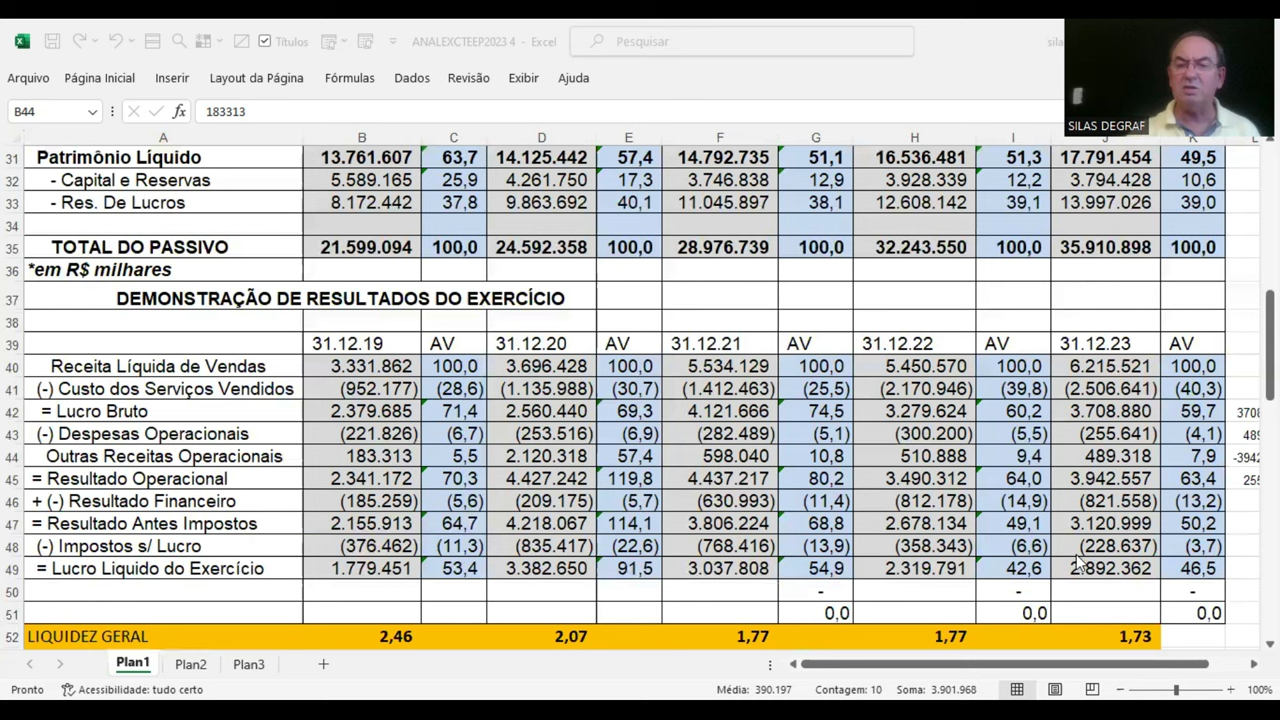 Títulos ANALEXCTEEP2023 4 - Excel Pesquisar
Arquivo Página Inicial Inserir Layout da Página Fórmulas Dados Revisão Exibir Ajuda
B44 fx 183313
SILAS DEGRAF
A B C D E F G H I J K
31 Patrimônio Líquido 13.761.607 63,7 14.125.442 57,4 14.792.735 51,1 16.536.481 51,3 17.791.454 49,5
32 - Capital e Reservas 5.589.165 25,9 4.261.750 17,3 3.746.838 12,9 3.928.339 12,2 3.794.428 10,6
33 - Res. De Lucros 8.172.442 37,8 9.863.692 40,1 11.045.897 38,1 12.608.142 39,1 13.997.026 39,0
34
35 TOTAL DO PASSIVO 21.599.094 100,0 24.592.358 100,0 28.976.739 100,0 32.243.550 100,0 35.910.898 100,0
36 *em R$ milhares
37 DEMONSTRAÇÃO DE RESULTADOS DO EXERCÍCIO
38
39 31.12.19 AV 31.12.20 AV 31.12.21 AV 31.12.22 AV 31.12.23 AV
40 Receita Líquida de Vendas 3.331.862 100,0 3.696.428 100,0 5.534.129 100,0 5.450.570 100,0 6.215.521 100,0
41 (-) Custo dos Serviços Vendidos (952.177) (28,6) (1.135.988) (30,7) (1.412.463) (25,5) (2.170.946) (39,8) (2.506.641) (40,3)
42 = Lucro Bruto 2.379.685 71,4 2.560.440 69,3 4.121.666 74,5 3.279.624 60,2 3.708.880 59,7 3708
43 (-) Despesas Operacionais (221.826) (6,7) (253.516) (6,9) (282.489) (5,1) (300.200) (5,5) (255.641) (4,1) 489
44 Outras Receitas Operacionais 183.313 5,5 2.120.318 57,4 598.040 10,8 510.888 9,4 489.318 7,9 -3942
45 = Resultado Operacional 2.341.172 70,3 4.427.242 119,8 4.437.217 80,2 3.490.312 64,0 3.942.557 63,4 255
46 + (-) Resultado Financeiro (185.259) (5,6) (209.175) (5,7) (630.993) (11,4) (812.178) (14,9) (821.558) (13,2)
47 = Resultado Antes Impostos 2.155.913 64,7 4.218.067 114,1 3.806.224 68,8 2.678.134 49,1 3.120.999 50,2
48 (-) Impostos s/ Lucro (376.462) (11,3) (835.417) (22,6) (768.416) (13,9) (358.343) (6,6) (228.637) (3,7)
49 = Lucro Liquido do Exercício 1.779.451 53,4 3.382.650 91,5 3.037.808 54,9 2.319.791 42,6 2.892.362 46,5
50 - - -
51 0,0 0,0 0,0
52 LIQUIDEZ GERAL 2,46 2,07 1,77 1,77 1,73
Plan1 Plan2 Plan3
Pronto Acessibilidade: tudo certo Média: 390.197 Contagem: 10 Soma: 3.901.968 100%